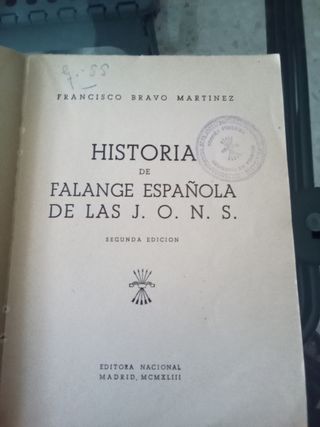 FRANCISCO BRAVO MARTINEZ
HISTORIA
DE
FALANGE ESPAÑOLA
DE LAS J. O. N. S.
SEGUNDA EDICION
EDITORA NACIONAL
MADRID, MCMXLIII